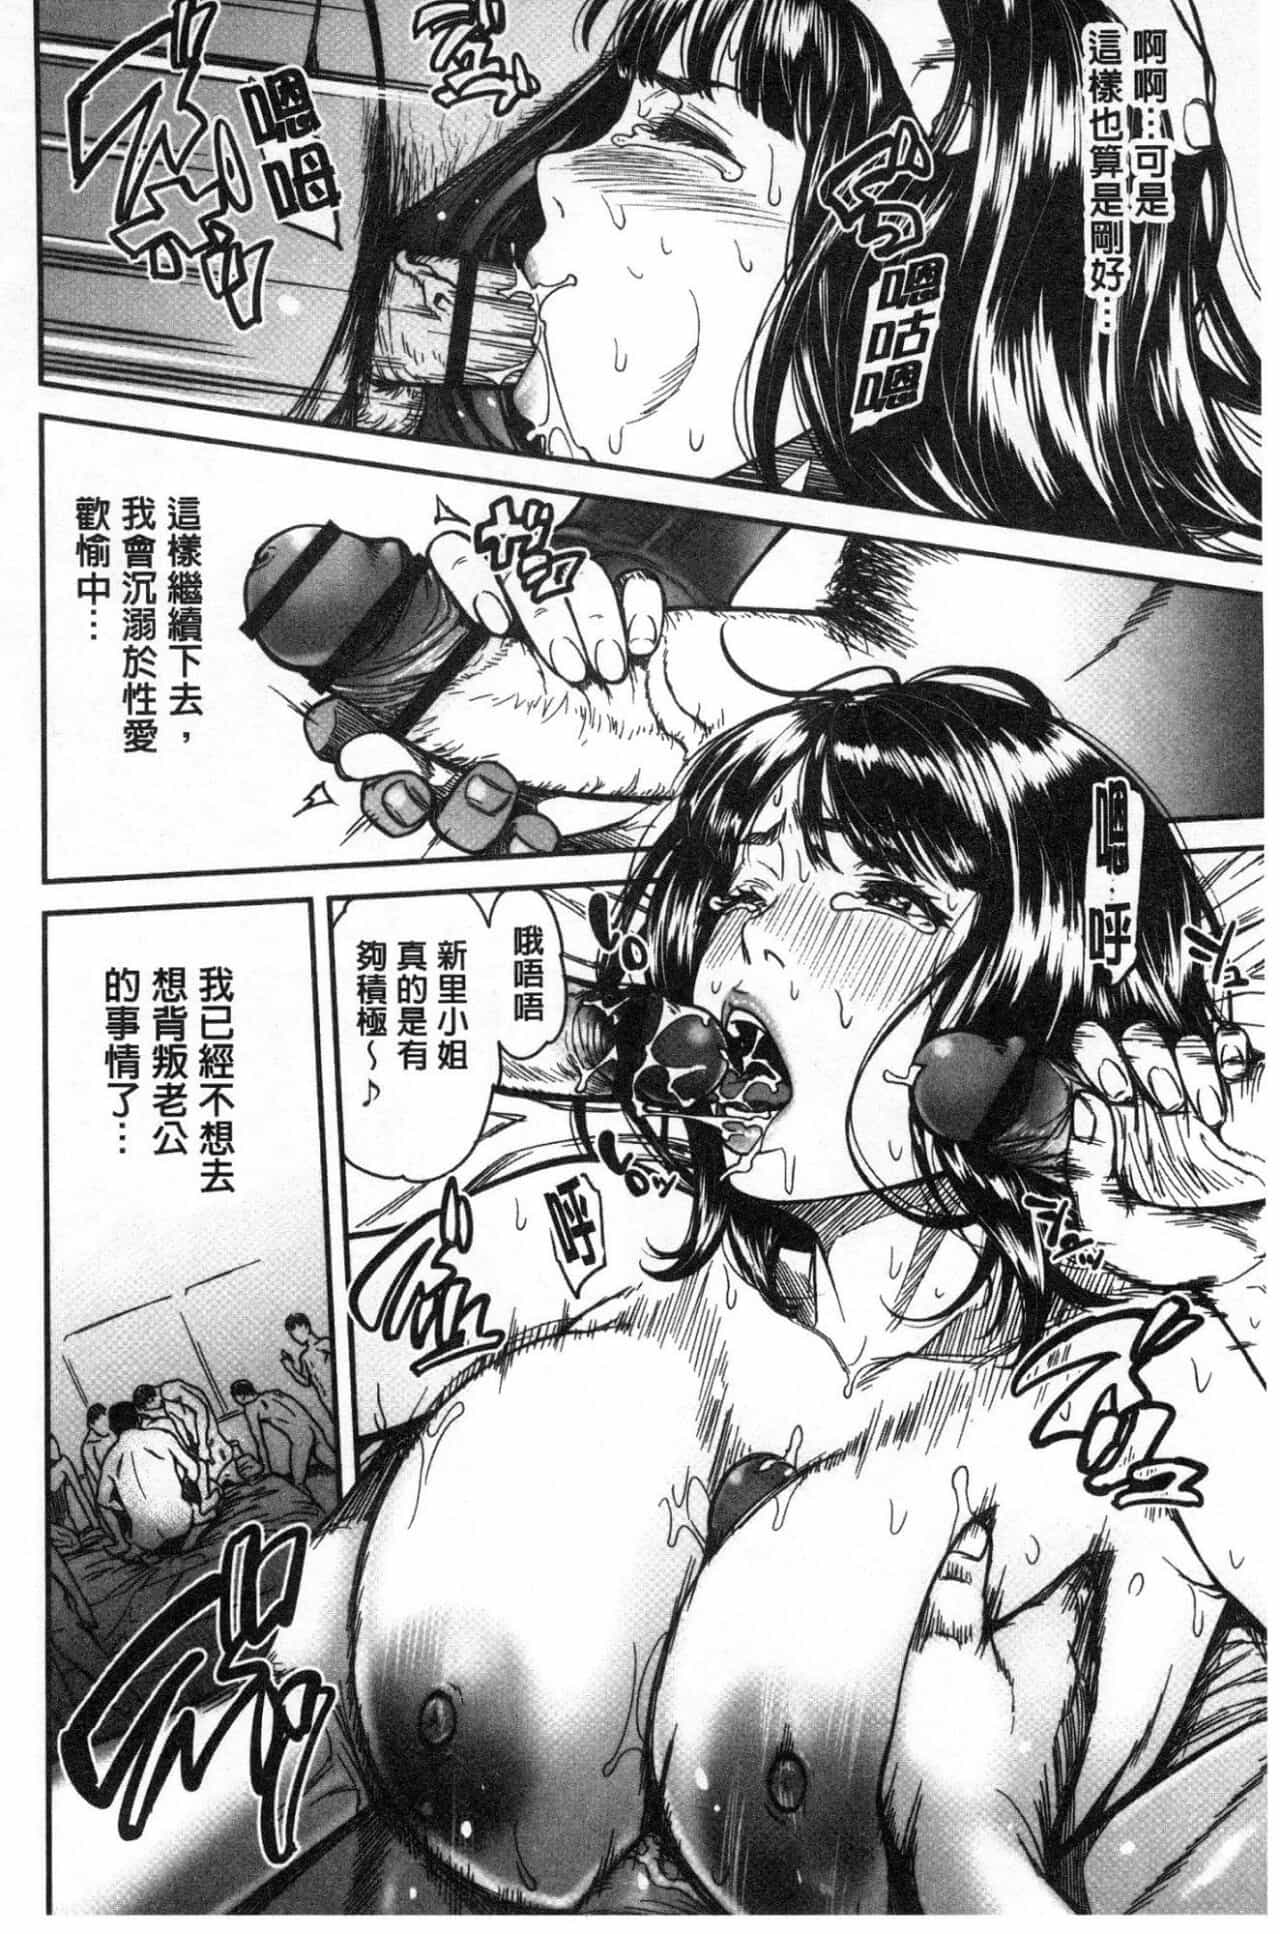 啊啊…可是
這樣也算是剛好…
嗯咕嗯
嗯呣
這樣繼續下去，
我會沉溺於性愛
歡愉中…
嗯…呼
哦唔唔
新里小姐
真的是有
夠積極～♪
呼
我已經不想去
想背叛老公
的事情了…